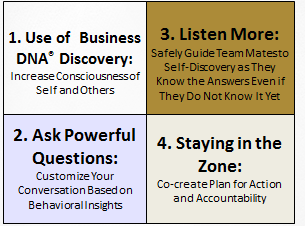 1. Use of Business
DNA® Discovery:
Increase Consciousness of
Self and Others
2. Ask Powerful
Questions:
Customize Your
Conversation Based on
Behavioral Insights
3. Listen More:
Safely Guide Team Mates to
Self-Discovery as They
Know the Answers Even if
They Do Not Know It Yet
4. Staying in the
Zone:
Co-create Plan for Action
and Accountability